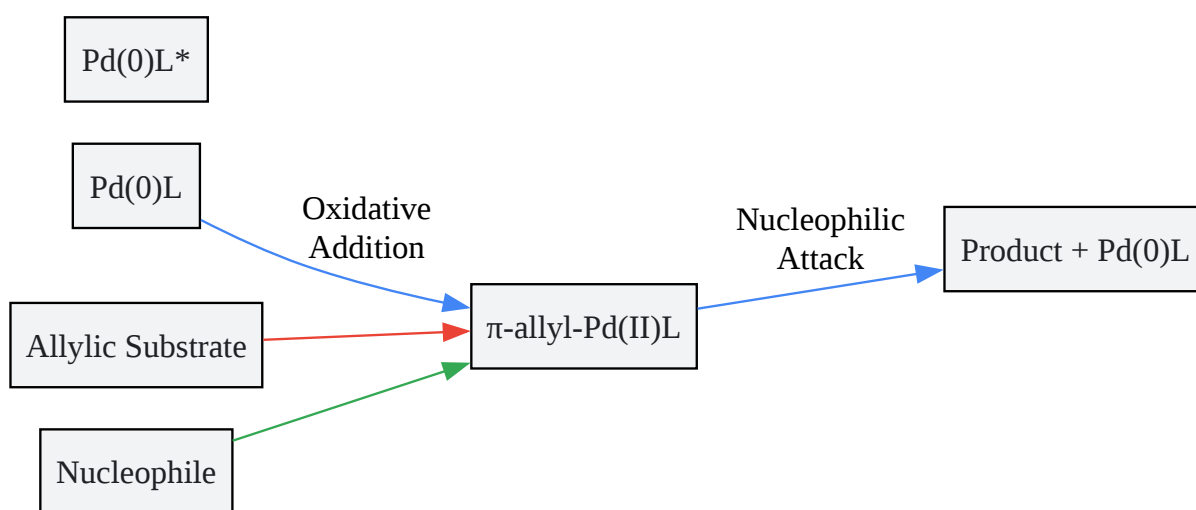 Pd(0)L*
Pd(0)L
Oxidative
Addition
Nucleophilic
Attack
Product + Pd(0)L
π-allyl-Pd(II)L
Allylic Substrate
Nucleophile